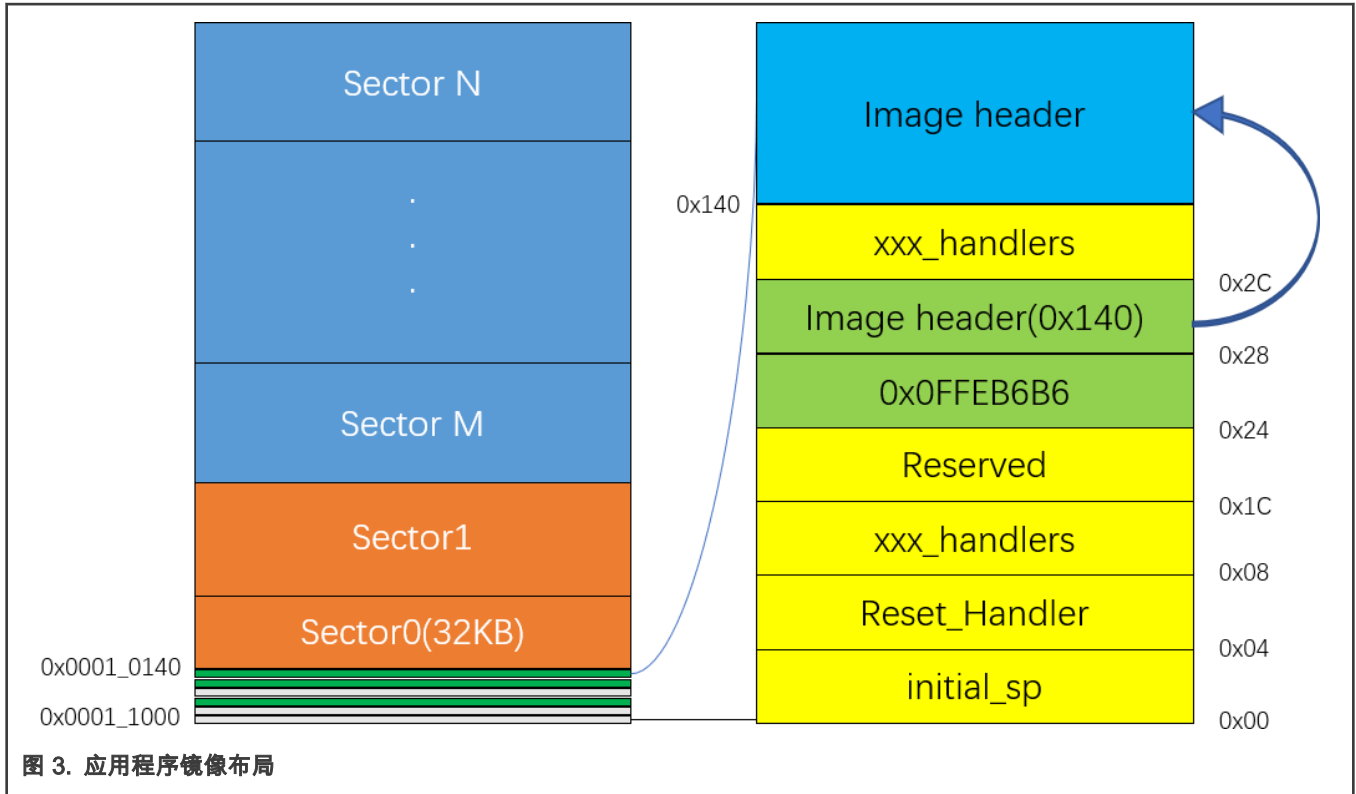 Sector N
.
.
.
Sector M
Sector1
Sector0(32KB)
0x0001_0140
0x0001_1000
Image header
0x140
xxx_handlers
0x2C
Image header(0x140)
0x28
0x0FFEB6B6
0x24
Reserved
0x1C
xxx_handlers
0x08
Reset_Handler
0x04
initial_sp
0x00
图 3. 应用程序镜像布局